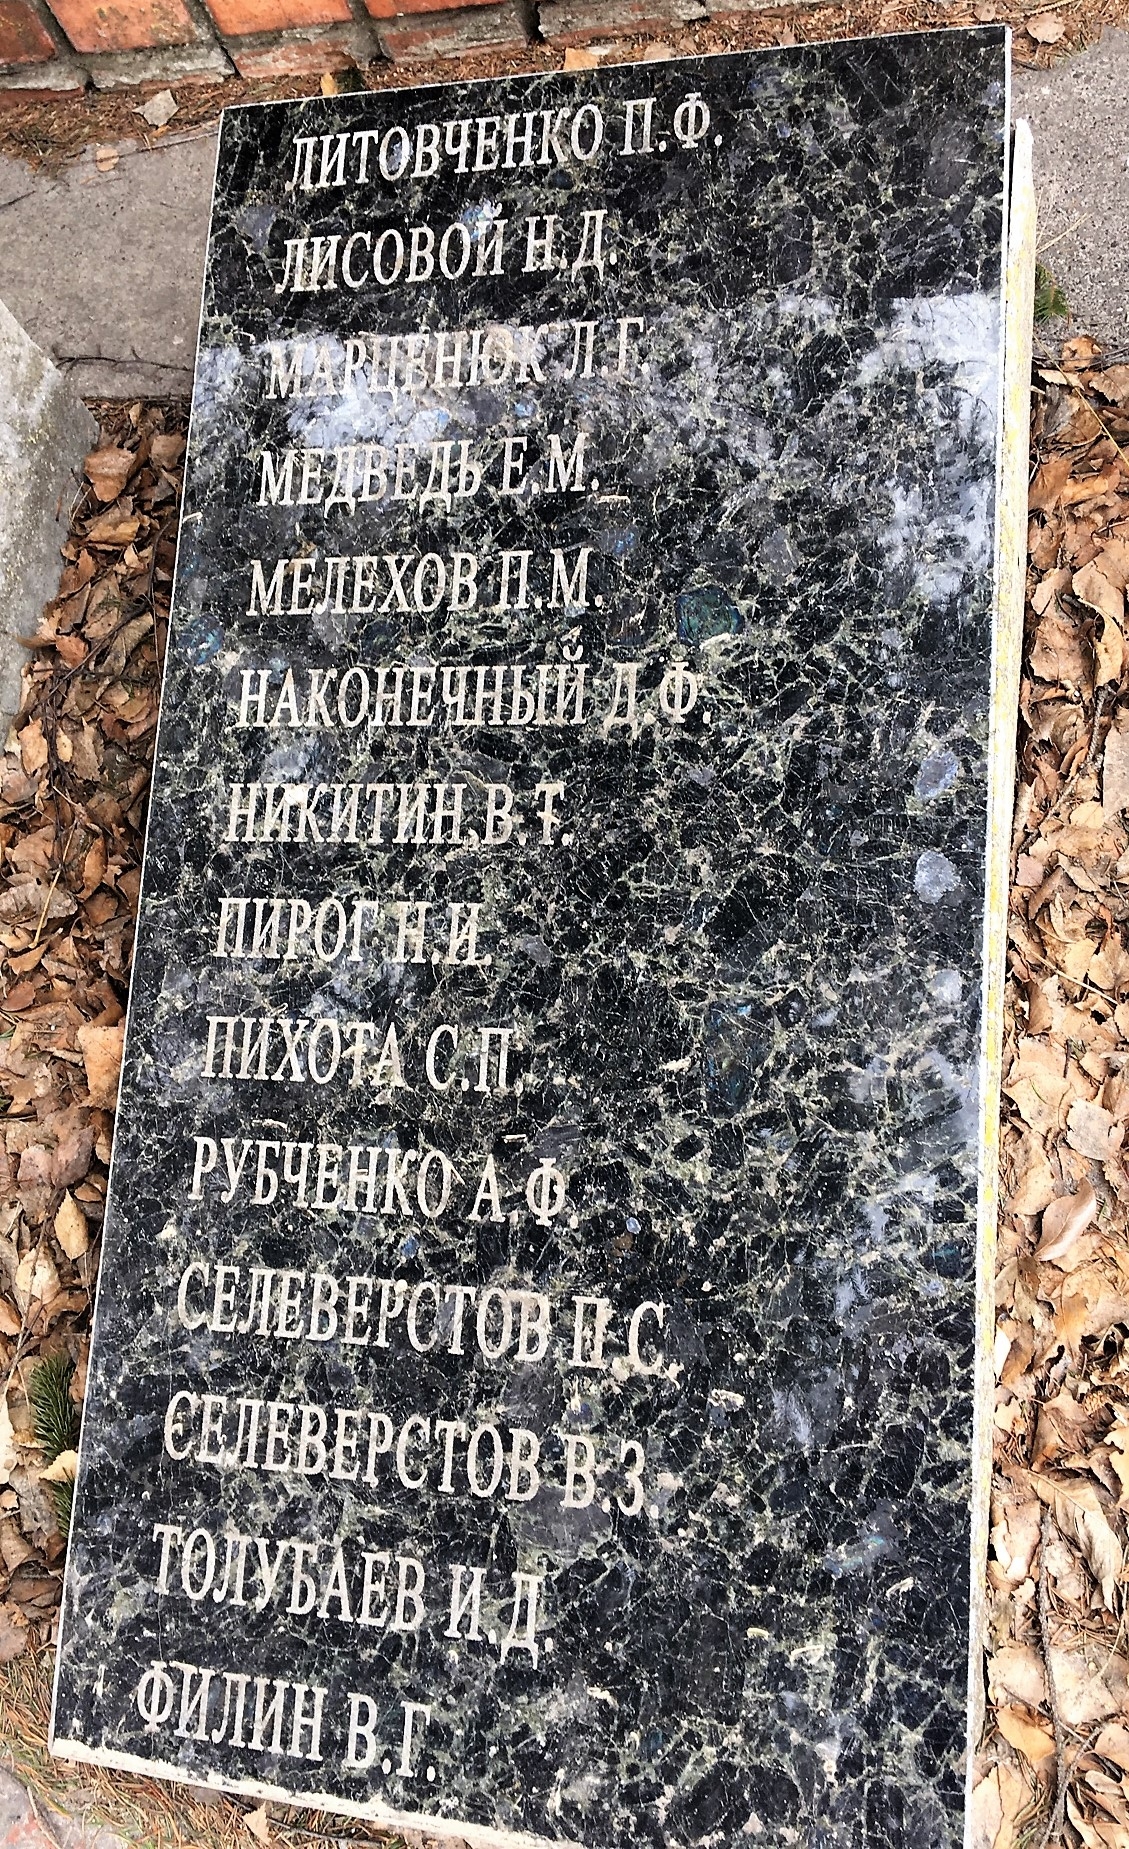 ЛИТОВЧЕНКО П.Ф.
ЛИСОВОЙ Н.Д.
МАРЦЕНЮК Л.Г.
МЕДВЕДЬ Е.М.
МЕЛЕХОВ П.М.
НАКОНЕЧНЫЙ Д.Ф.
НИКИТИН В.Т.
ПИРОГ Н.И.
ПИХОТА С.П.
РУБЧЕНКО А.Ф.
СЕЛЕВЕРСТОВ П.С.
СЕЛЕВЕРСТОВ В.З.
ТОЛУБАЕВ И.Д.
ФИЛИН В.Г.